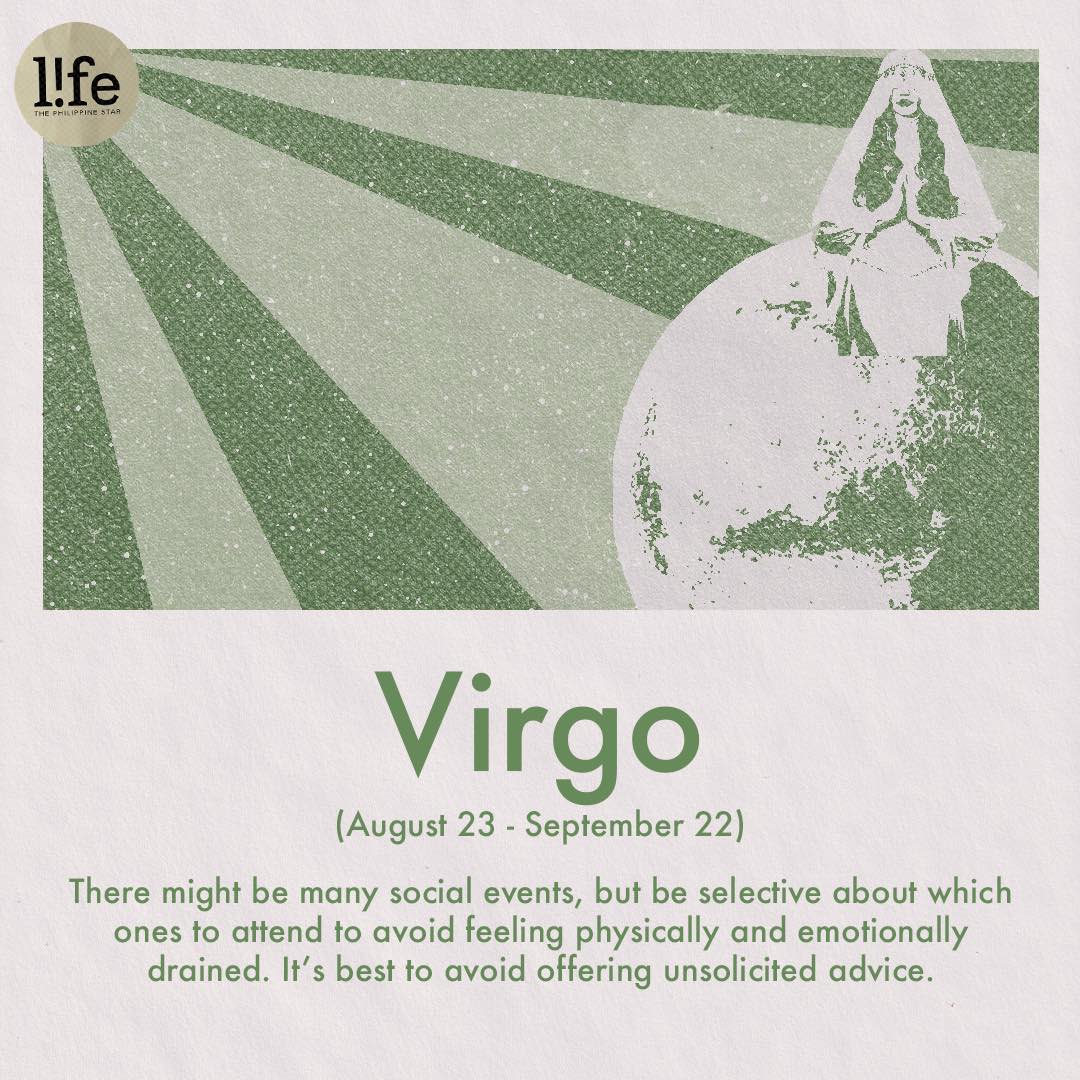 l!fe
THE PHILIPPINE STAR
Virgo
(August 23 - September 22)
There might be many social events, but be selective about which
ones to attend to avoid feeling physically and emotionally
drained. It’s best to avoid offering unsolicited advice.